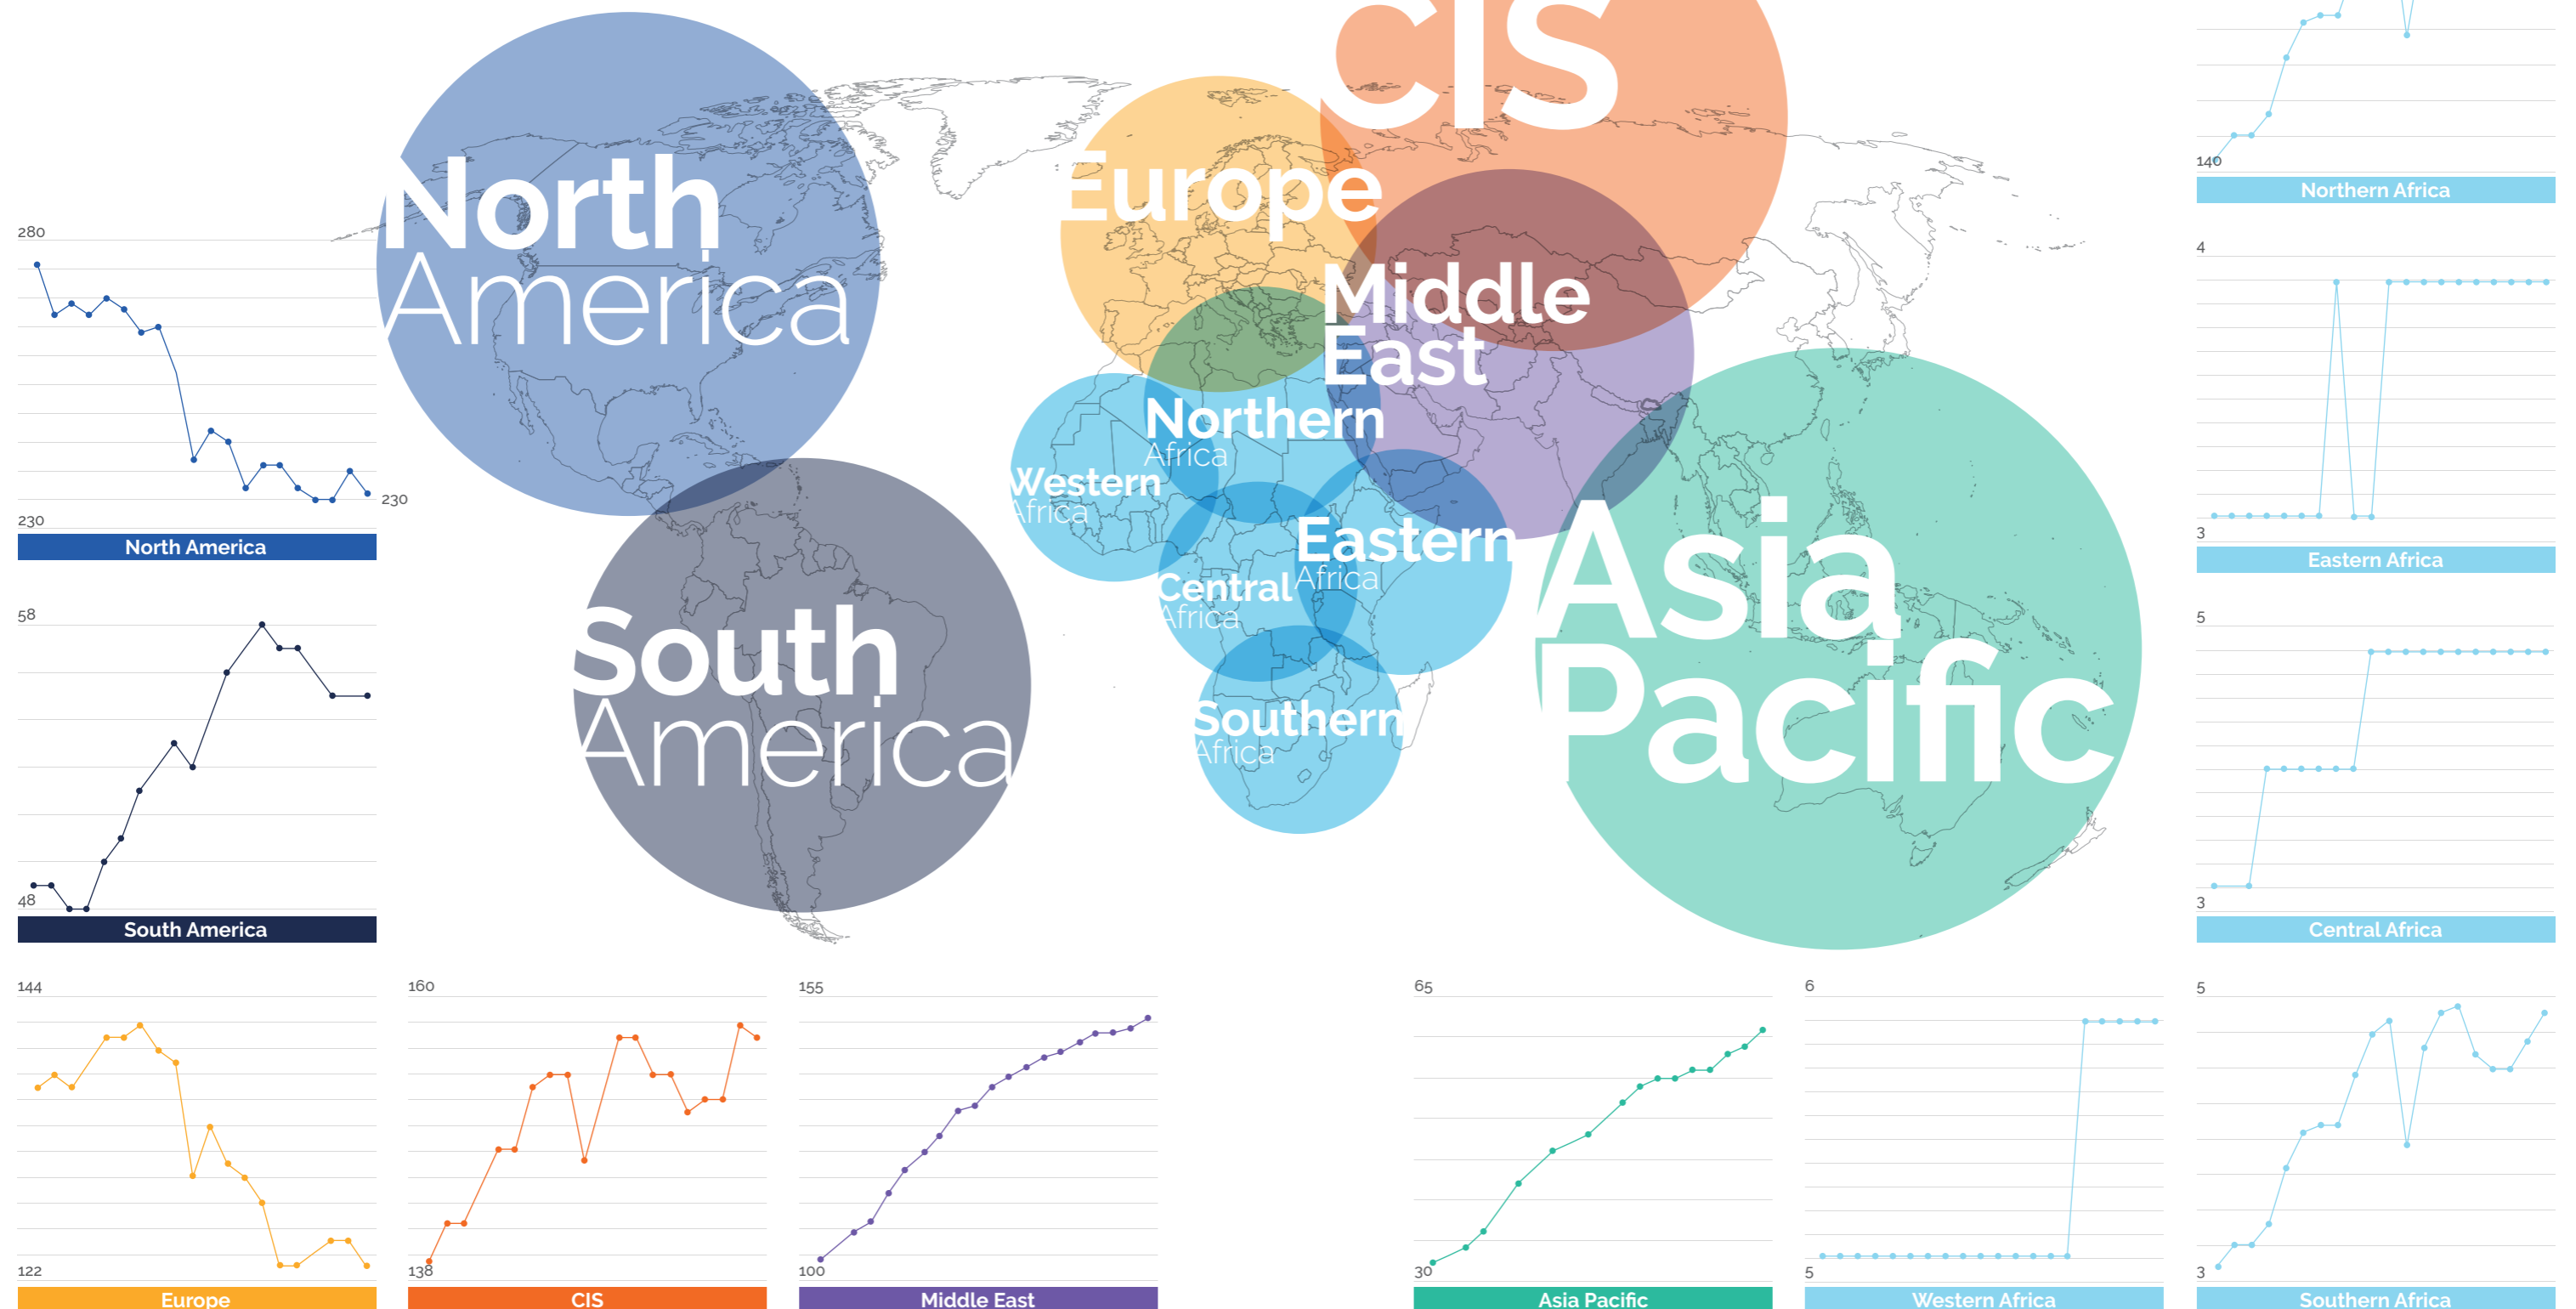 CIS
North
America
Europe
Middle
East
Northern
Africa
Western
Africa
Eastern
Africa
Central
Africa
Southern
Africa
South
America
Asia
Pacific
280
230
230
North America
58
48
South America
144
122
Europe
160
138
CIS
155
100
Middle East
65
30
Asia Pacific
6
5
Western Africa
140
Northern Africa
4
3
Eastern Africa
5
3
Central Africa
5
3
Southern Africa